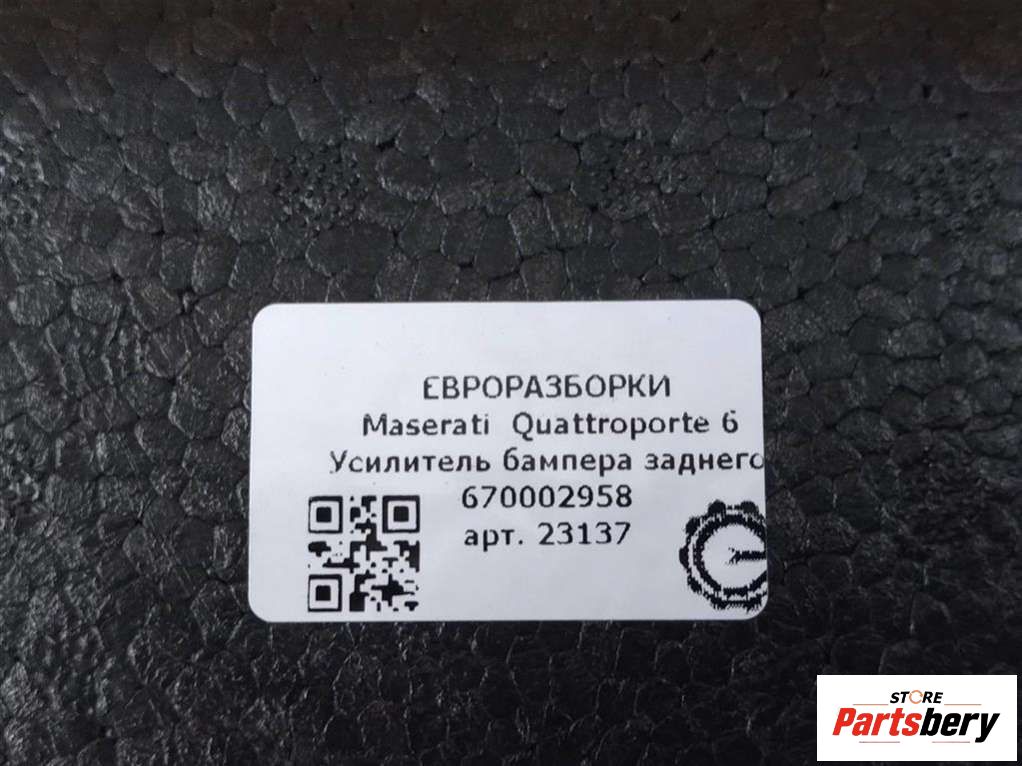 ЕВРОРАЗБОРКИ
Maserati Quattroporte 6
Усилитель бампера заднего
670002958
арт. 23137
STORE
Partsbery